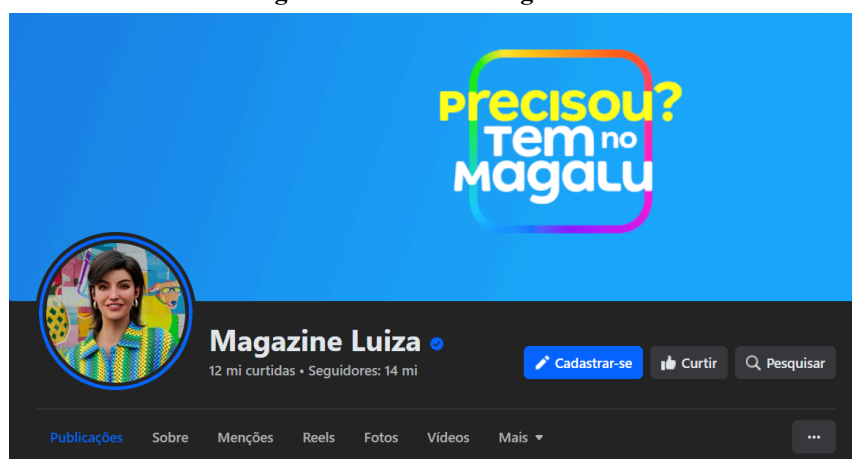 Precisou?
Tem no
Magalu
Magazine Luiza
12 mi curtidas • Seguidores: 14 mi
Cadastrar-se Curtir Pesquisar
Publicações Sobre Menções Reels Fotos Vídeos Mais